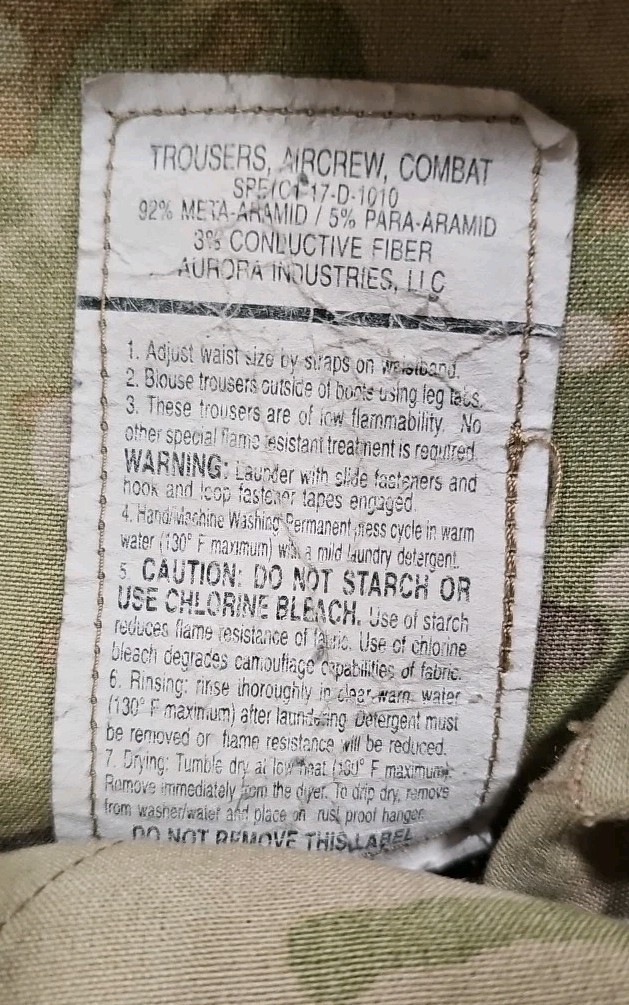 TROUSERS, AIRCREW, COMBAT
SPE1C1-17-D-1010
92% META-ARAMID / 5% PARA-ARAMID
3% CONDUCTIVE FIBER
AURORA INDUSTRIES, LLC
1. Adjust waist size by straps on waistband.
2. Blouse trousers outside of boots using leg tabs.
3. These trousers are of low flammability. No
other special flame resistant treatment is required.
WARNING: Launder with slide fasteners and
hook and loop fastener tapes engaged.
4. Hand/Machine Washing Permanent press cycle in warm
water (130° F maximum) with a mild laundry detergent.
5. CAUTION: DO NOT STARCH OR
USE CHLORINE BLEACH. Use of starch
reduces flame resistance of fabric. Use of chlorine
bleach degrades camouflage capabilities of fabric.
6. Rinsing: rinse thoroughly in clear warm water
(130° F maximum) after laundering. Detergent must
be removed or flame resistance will be reduced.
7. Drying: Tumble dry at low heat (130° F maximum).
Remove immediately from the dryer. To drip dry, remove
from washer/water and place on rust proof hanger.
DO NOT REMOVE THIS LABEL